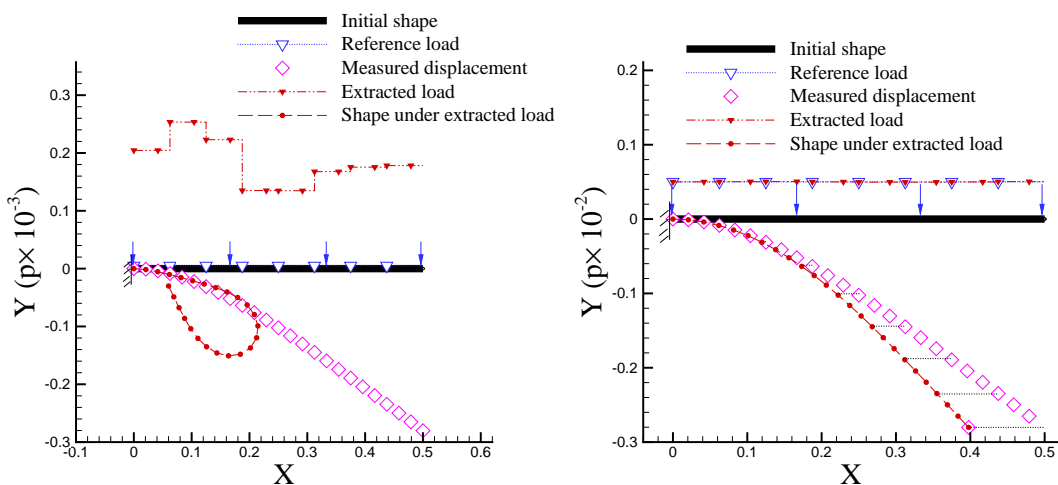 Initial shape
Reference load
Measured displacement
Extracted load
Shape under extracted load
Y (p× 10⁻³)
0.3
0.2
0.1
0
-0.1
-0.2
-0.3
-0.1 0 0.1 0.2 0.3 0.4 0.5 0.6
X
Initial shape
Reference load
Measured displacement
Extracted load
Shape under extracted load
Y (p× 10⁻²)
0.2
0.1
0
-0.1
-0.2
-0.3
0 0.1 0.2 0.3 0.4 0.5
X